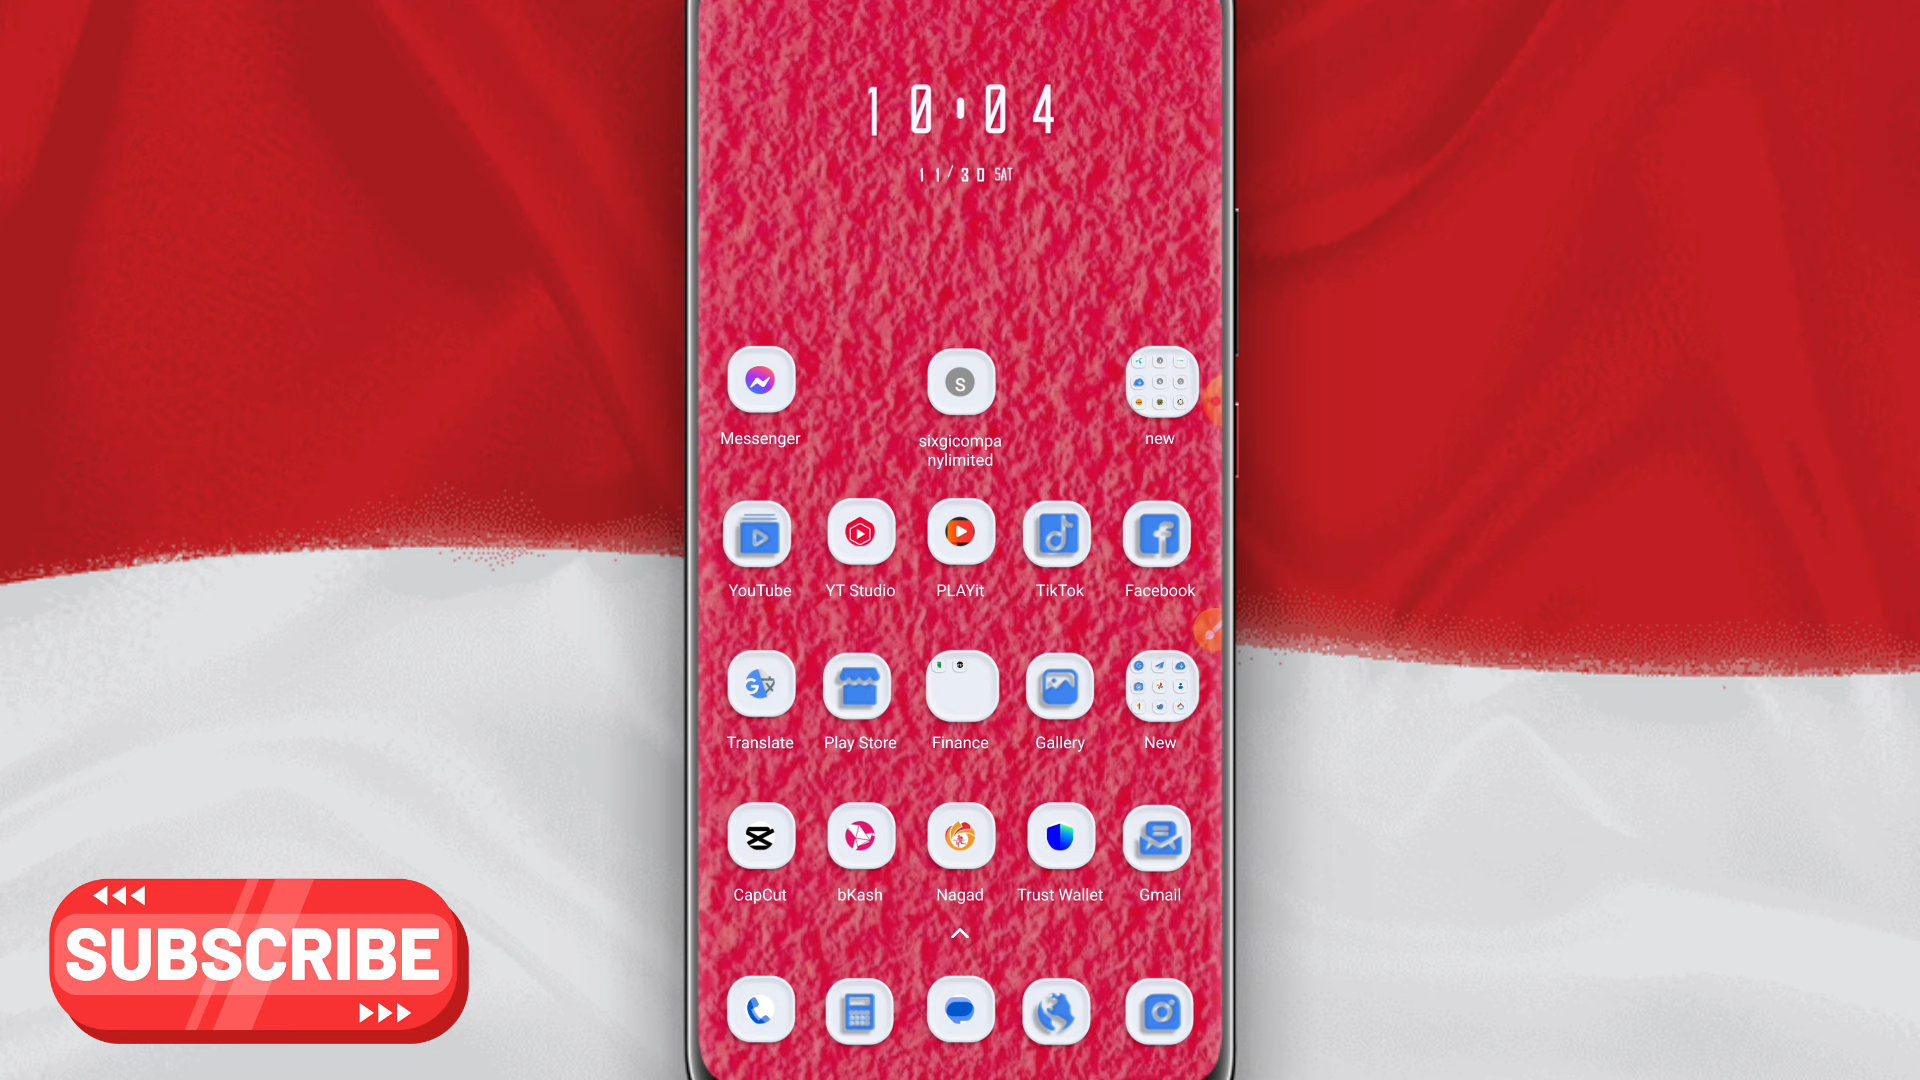 10:04
11/30 SAT
Messenger
sixgicompa
nylimited
new
YouTube
YT Studio
PLAYit
TikTok
Facebook
Translate
Play Store
Finance
Gallery
New
CapCut
bKash
Nagad
Trust Wallet
Gmail
SUBSCRIBE